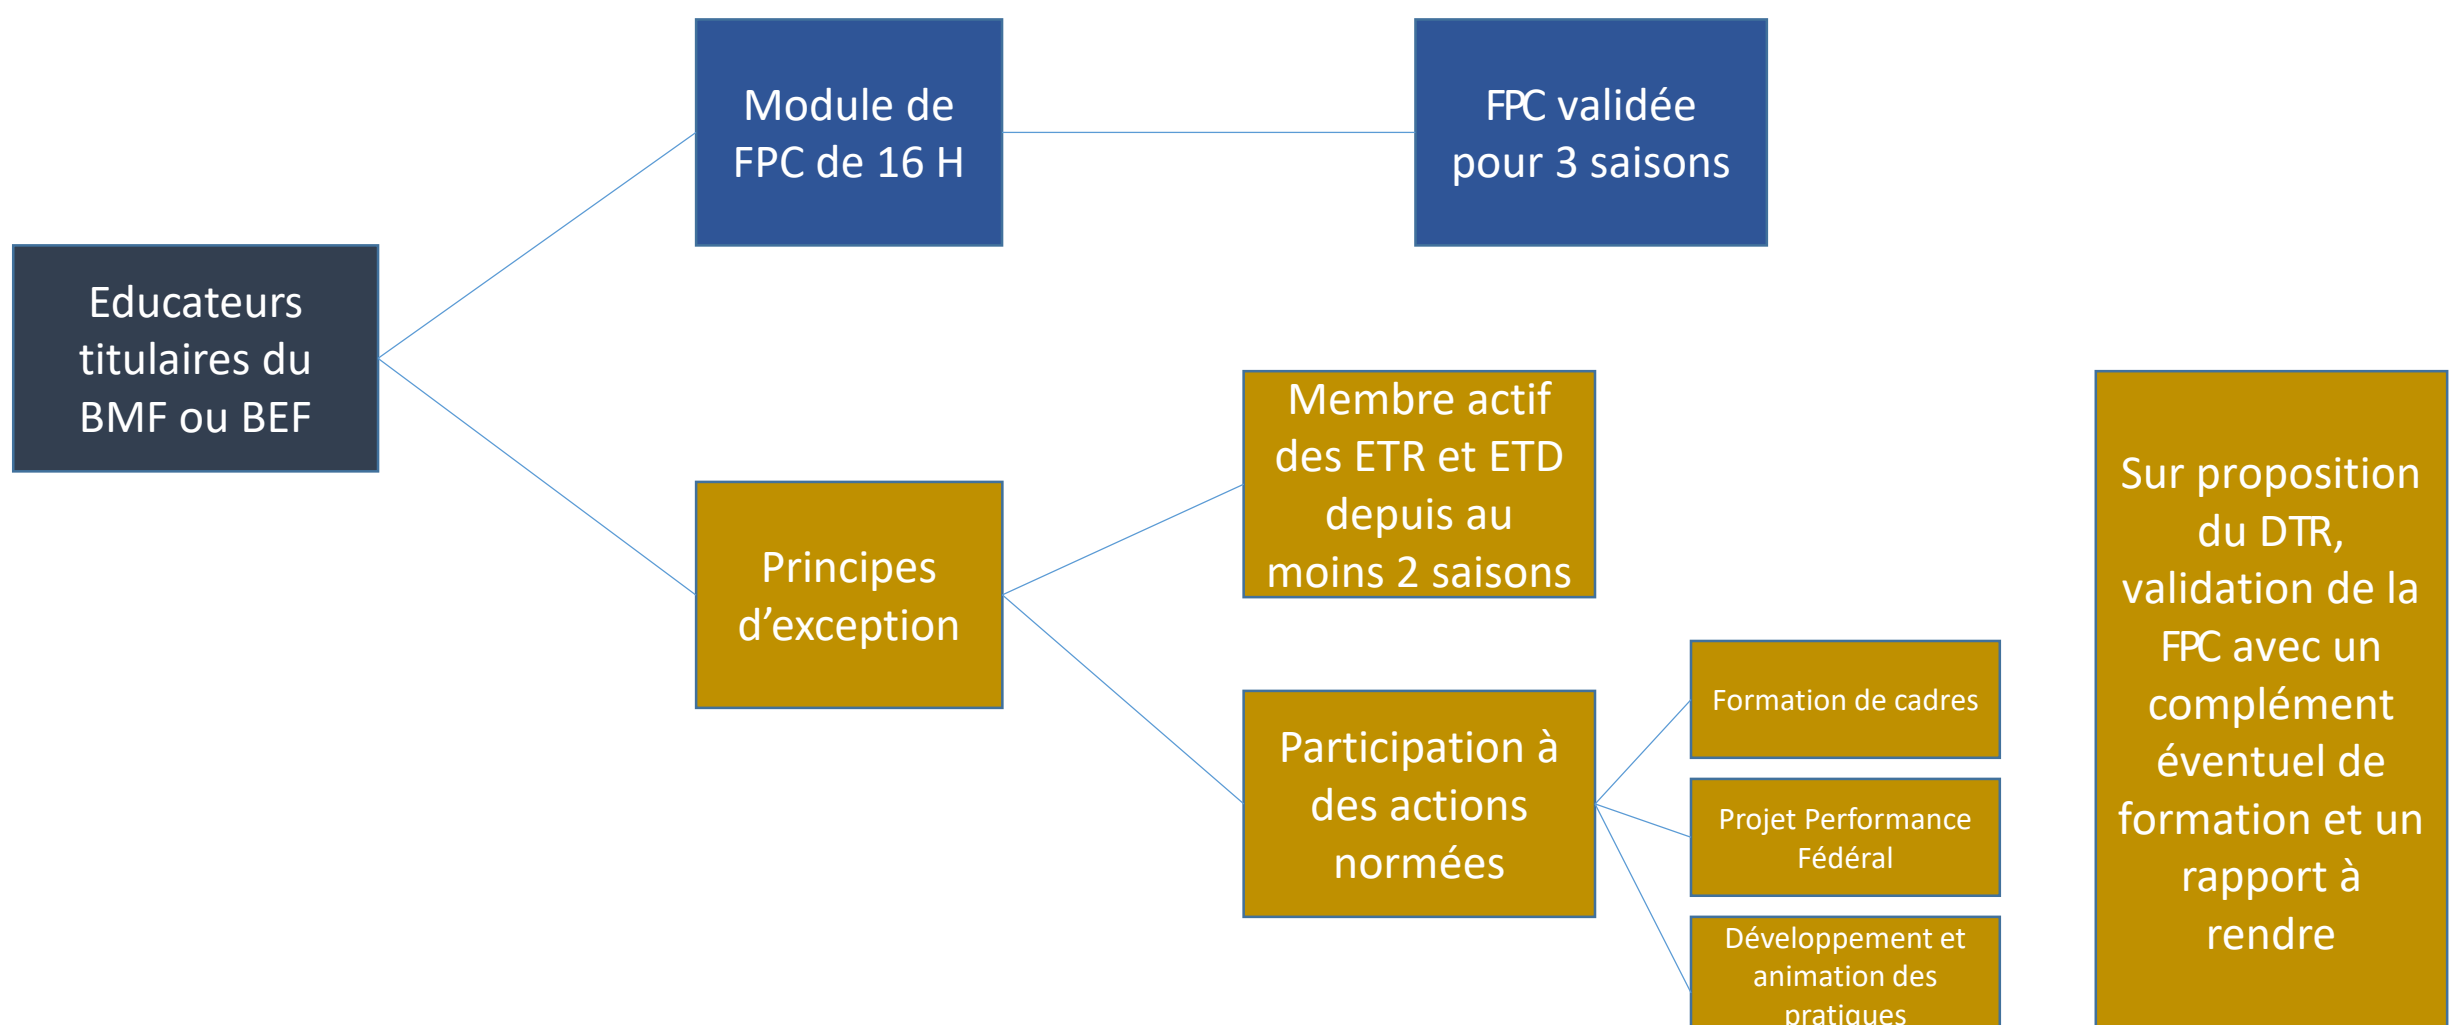 Module de
FPC de 16 H
FPC validée
pour 3 saisons
Educateurs
titulaires du
BMF ou BEF
Principes
d’exception
Membre actif
des ETR et ETD
depuis au
moins 2 saisons
Participation à
des actions
normées
Formation de cadres
Projet Performance
Fédéral
Développement et
animation des
pratiques
Sur proposition
du DTR,
validation de la
FPC avec un
complément
éventuel de
formation et un
rapport à
rendre